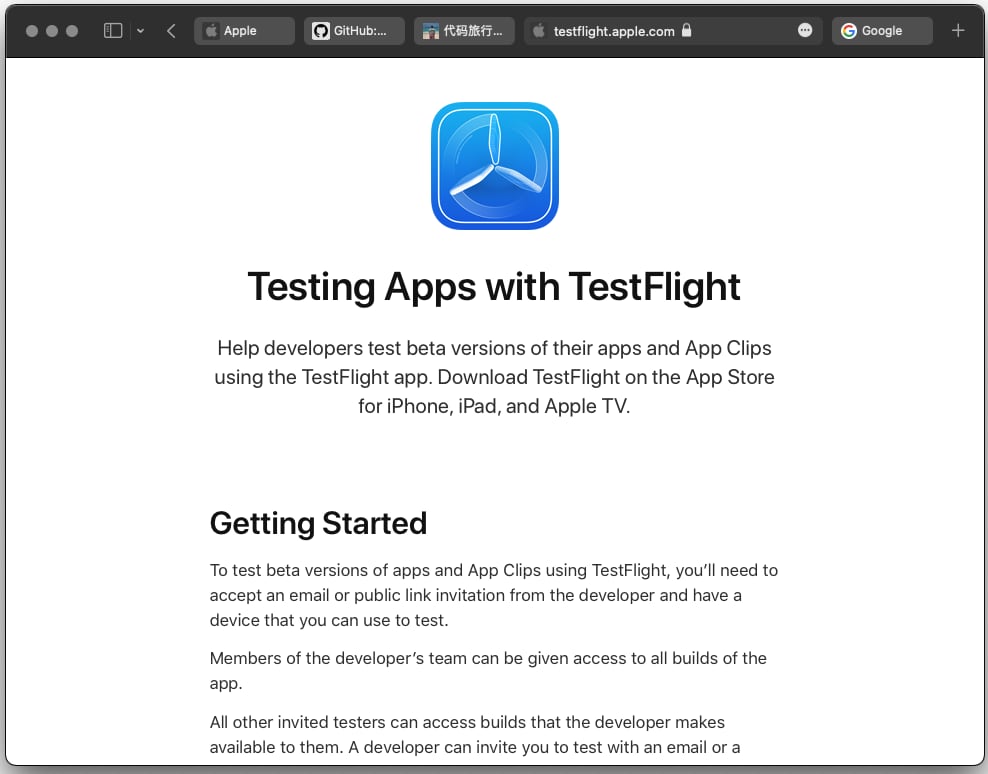 Apple
GitHub:...
代码旅行...
testflight.apple.com
Google
Testing Apps with TestFlight
Help developers test beta versions of their apps and App Clips
using the TestFlight app. Download TestFlight on the App Store
for iPhone, iPad, and Apple TV.
Getting Started
To test beta versions of apps and App Clips using TestFlight, you’ll need to
accept an email or public link invitation from the developer and have a
device that you can use to test.
Members of the developer’s team can be given access to all builds of the
app.
All other invited testers can access builds that the developer makes
available to them. A developer can invite you to test with an email or a